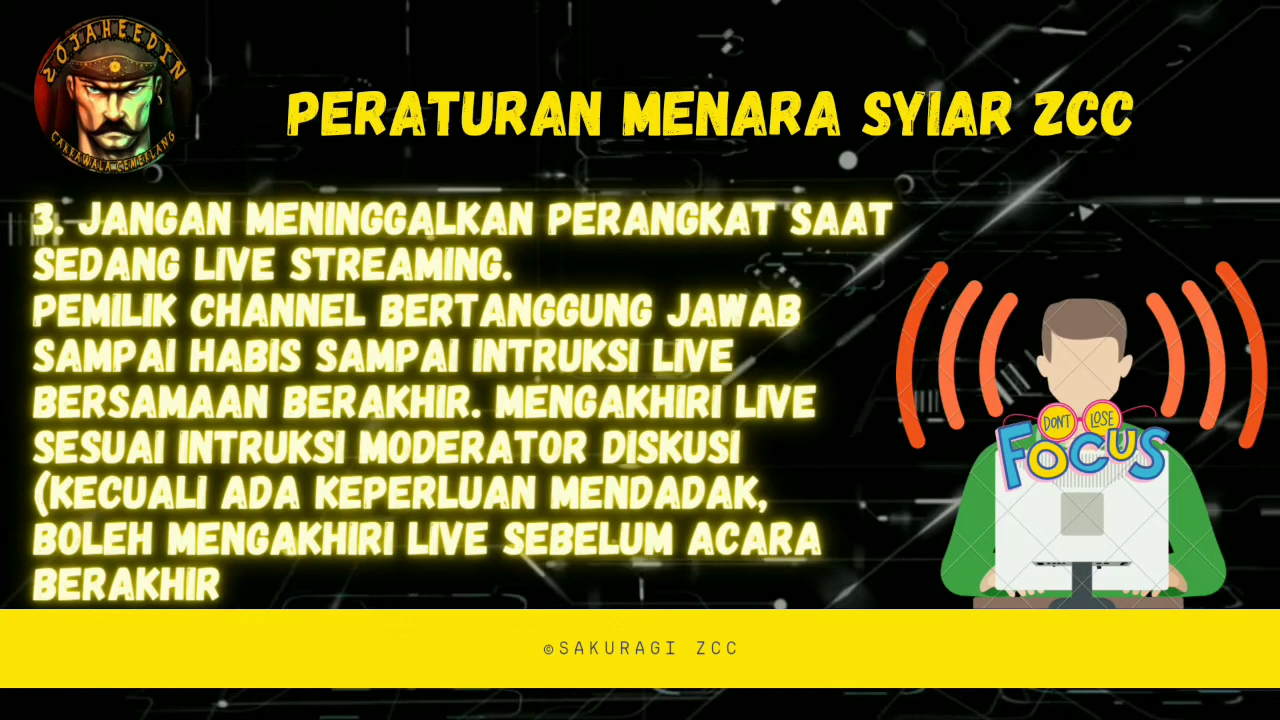 ZOJAHEEDIN
CAKRAWALA GEMERLANG
PERATURAN MENARA SYIAR ZCC
3. JANGAN MENINGGALKAN PERANGKAT SAAT
SEDANG LIVE STREAMING.
PEMILIK CHANNEL BERTANGGUNG JAWAB
SAMPAI HABIS SAMPAI INTRUKSI LIVE
BERSAMAAN BERAKHIR. MENGAKHIRI LIVE
SESUAI INTRUKSI MODERATOR DISKUSI
(KECUALI ADA KEPERLUAN MENDADAK,
BOLEH MENGAKHIRI LIVE SEBELUM ACARA
BERAKHIR
DON'T LOSE
FOCUS
©SAKURAGI ZCC